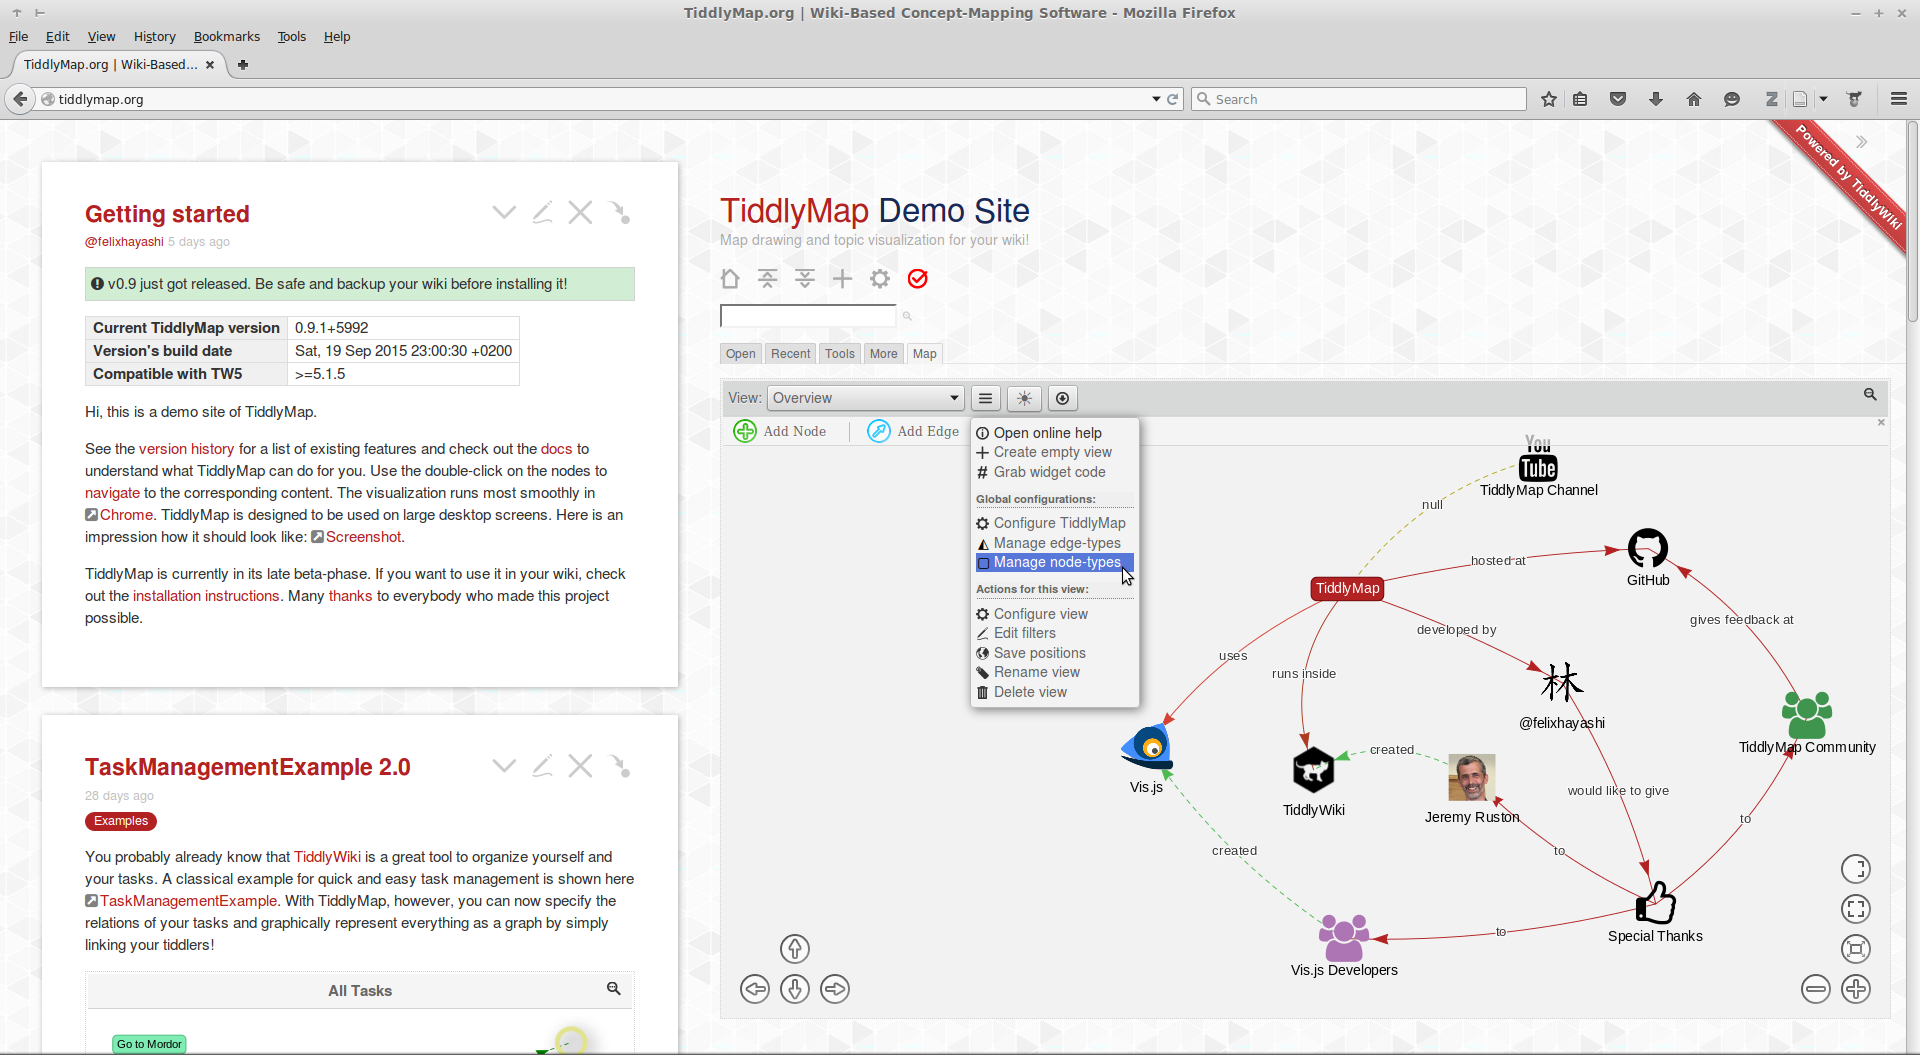 TiddlyMap.org | Wiki-Based Concept-Mapping Software - Mozilla Firefox
File Edit View History Bookmarks Tools Help
TiddlyMap.org | Wiki-Based...
tiddlymap.org
Search
Powered by TiddlyWiki
Getting started
@felixhayashi 5 days ago
v0.9 just got released. Be safe and backup your wiki before installing it!
Current TiddlyMap version 0.9.1+5992
Version's build date Sat, 19 Sep 2015 23:00:30 +0200
Compatible with TW5 >=5.1.5
Hi, this is a demo site of TiddlyMap.
See the version history for a list of existing features and check out the docs to
understand what TiddlyMap can do for you. Use the double-click on the nodes to
navigate to the corresponding content. The visualization runs most smoothly in
Chrome. TiddlyMap is designed to be used on large desktop screens. Here is an
impression how it should look like: Screenshot.
TiddlyMap is currently in its late beta-phase. If you want to use it in your wiki, check
out the installation instructions. Many thanks to everybody who made this project
possible.
TaskManagementExample 2.0
28 days ago
Examples
You probably already know that TiddlyWiki is a great tool to organize yourself and
your tasks. A classical example for quick and easy task management is shown here
TaskManagementExample. With TiddlyMap, however, you can now specify the
relations of your tasks and graphically represent everything as a graph by simply
linking your tiddlers!
All Tasks
Go to Mordor
TiddlyMap Demo Site
Map drawing and topic visualization for your wiki!
Open Recent Tools More Map
View: Overview
Add Node Add Edge
Open online help
Create empty view
Grab widget code
Global configurations:
Configure TiddlyMap
Manage edge-types
Manage node-types
Actions for this view:
Configure view
Edit filters
Save positions
Rename view
Delete view
You
Tube
TiddlyMap Channel
null
hosted at
GitHub
TiddlyMap
gives feedback at
developed by
uses
runs inside
林
@felixhayashi
TiddlyMap Community
created
Vis.js
TiddlyWiki
Jeremy Ruston
would like to give
to
created
to
Special Thanks
to
Vis.js Developers